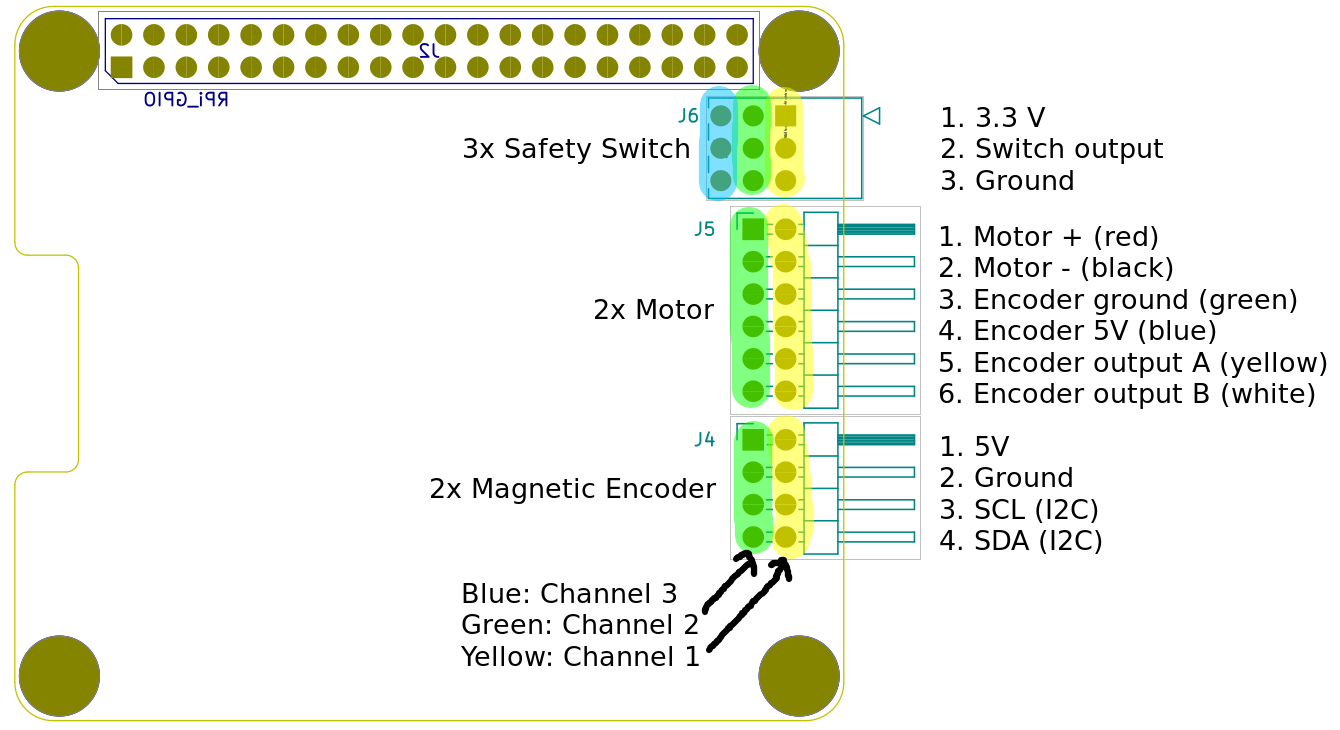 J2
RPi_GPIO
J6
3x Safety Switch
1. 3.3 V
2. Switch output
3. Ground
J5
2x Motor
1. Motor + (red)
2. Motor - (black)
3. Encoder ground (green)
4. Encoder 5V (blue)
5. Encoder output A (yellow)
6. Encoder output B (white)
J4
2x Magnetic Encoder
1. 5V
2. Ground
3. SCL (I2C)
4. SDA (I2C)
Blue: Channel 3
Green: Channel 2
Yellow: Channel 1